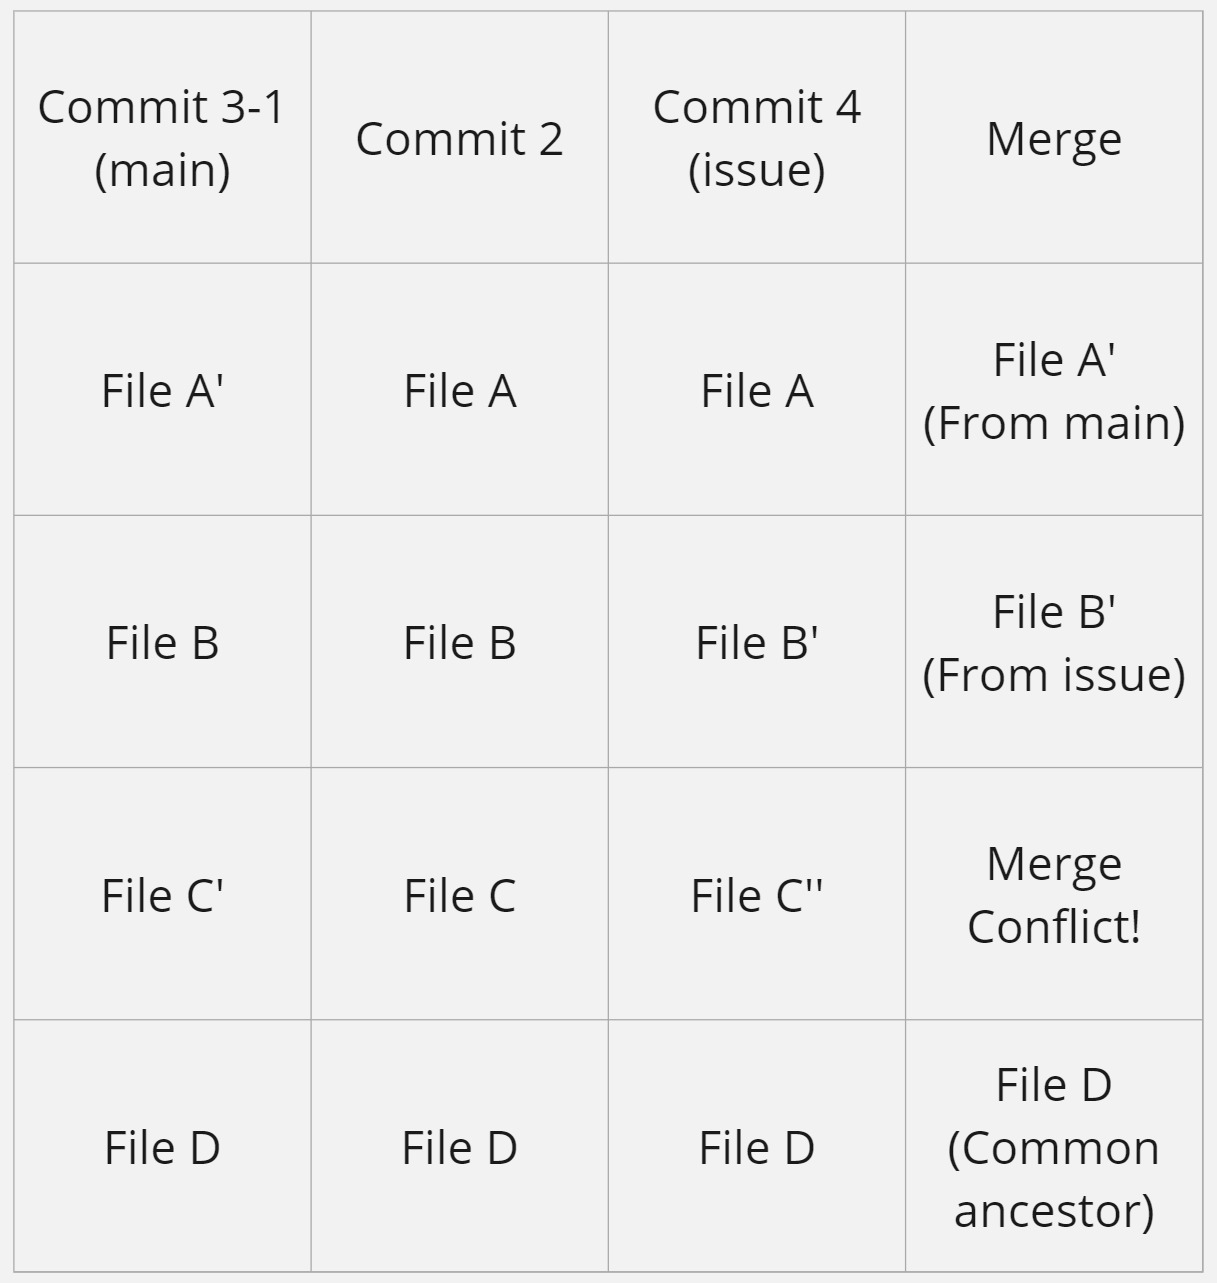 Commit 3-1
(main)
Commit 2
Commit 4
(issue)
Merge
File A'
File A
File A
File A'
(From main)
File B
File B
File B'
File B'
(From issue)
File C'
File C
File C''
Merge
Conflict!
File D
File D
File D
File D
(Common
ancestor)